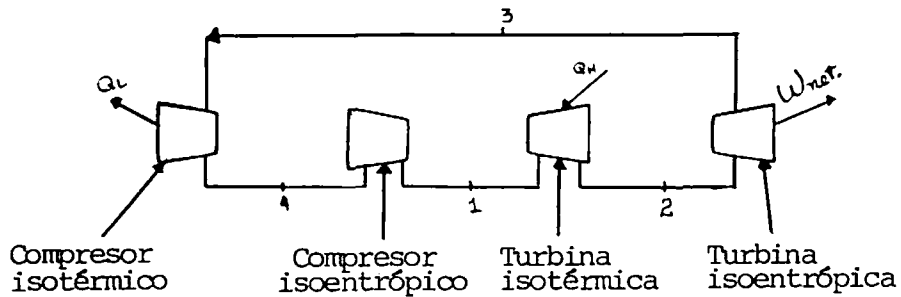 3
QL
QH
Wnet.
4
1
2
Compresor
isotérmico
Compresor
isoentrópico
Turbina
isotérmica
Turbina
isoentrópica